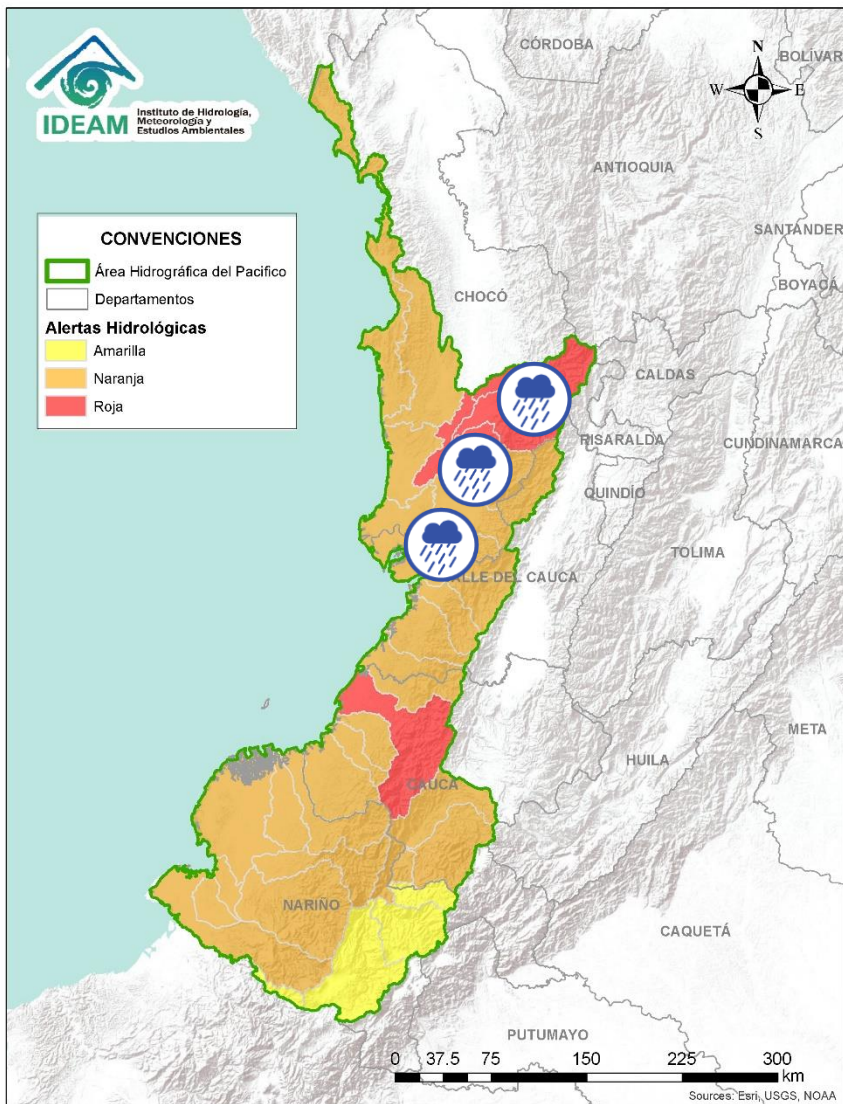 IDEAM
Instituto de Hidrología,
Meteorología y
Estudios Ambientales
N
W E
S
CÓRDOBA
BOLÍVAR
ANTIOQUIA
SANTANDER
BOYACÁ
CONVENCIONES
Área Hidrográfica del Pacifico
Departamentos
Alertas Hidrológicas
Amarilla
Naranja
Roja
CHOCÓ
CALDAS
RISARALDA
CUNDINAMARCA
QUINDÍO
TOLIMA
ALLE DEL CAUCA
META
HUILA
CAUCA
NARIÑO
CAQUETÁ
PUTUMAYO
0 37.5 75 150 225 300
km
Sources: Esri, USGS, NOAA